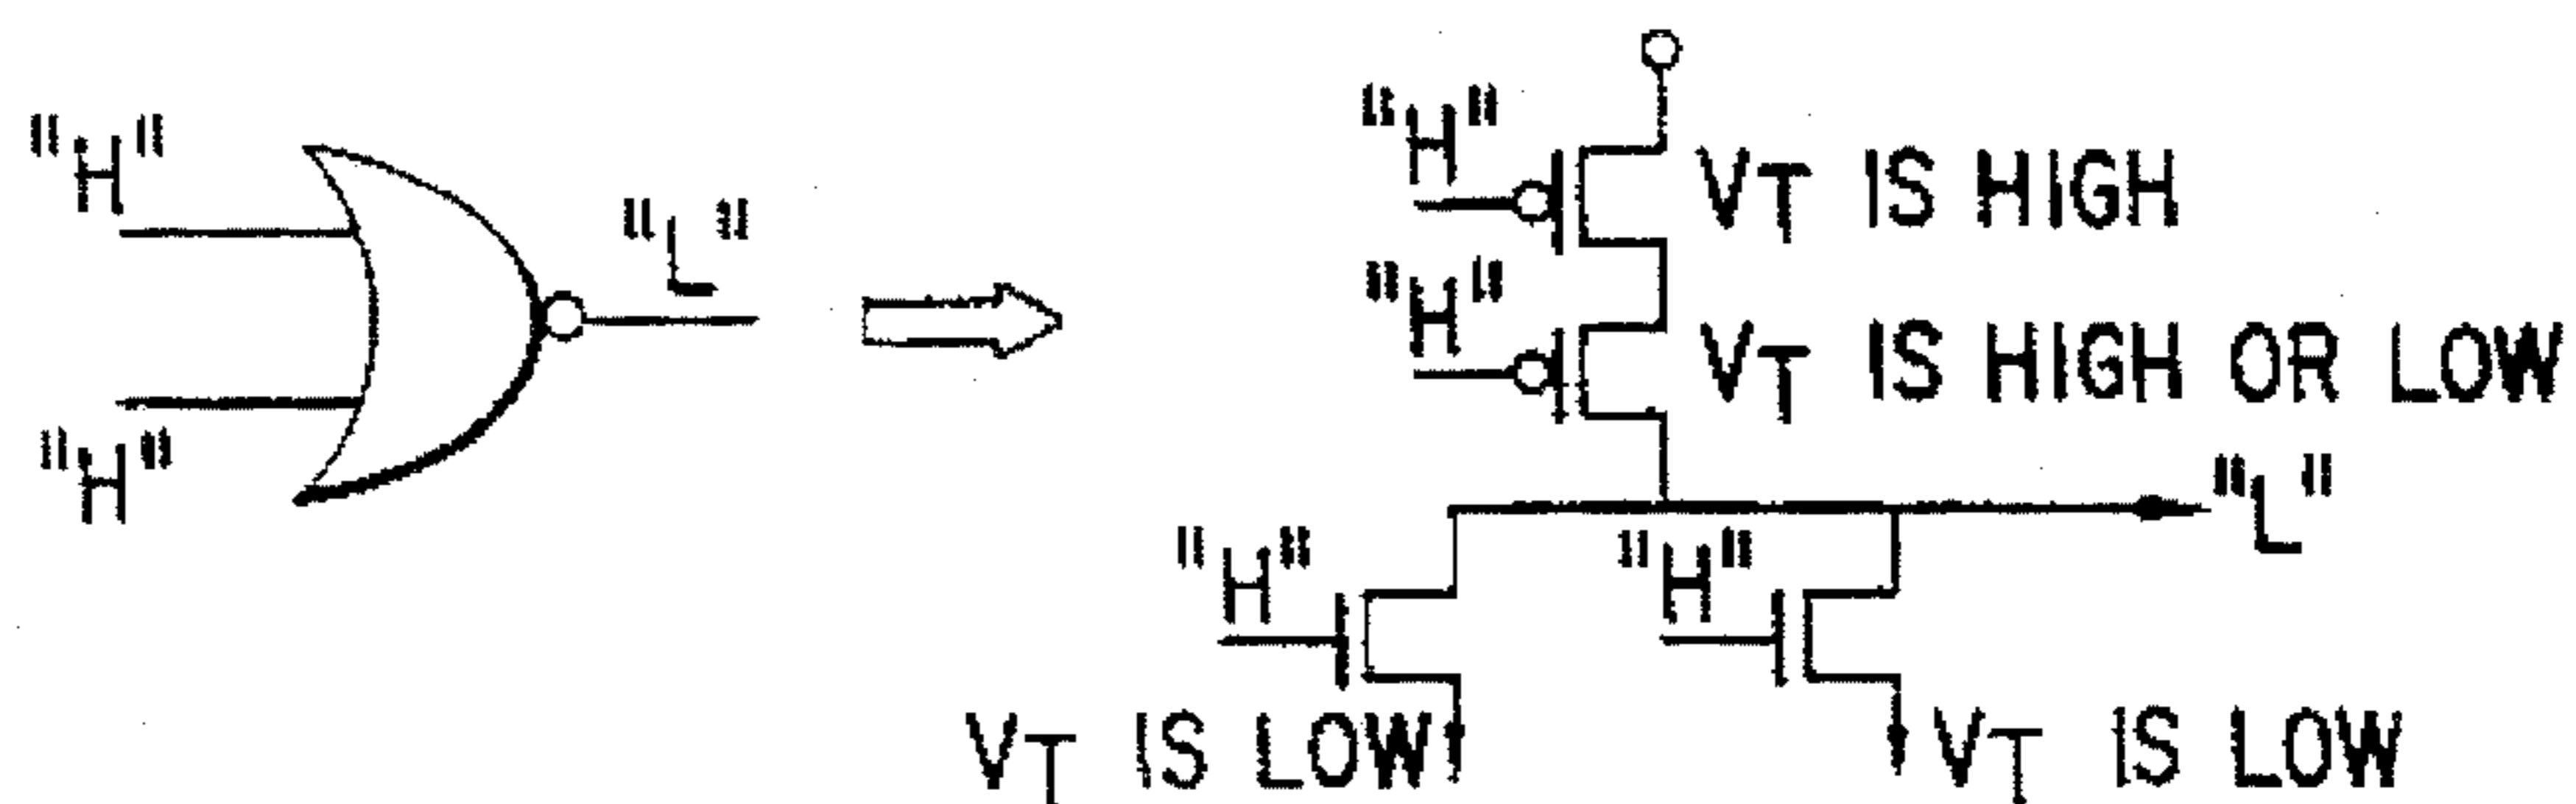 "H"
"H"
"L"
"H"
VT IS HIGH
"H"
VT IS HIGH OR LOW
"L"
"H"
"H"
VT IS LOW
VT IS LOW